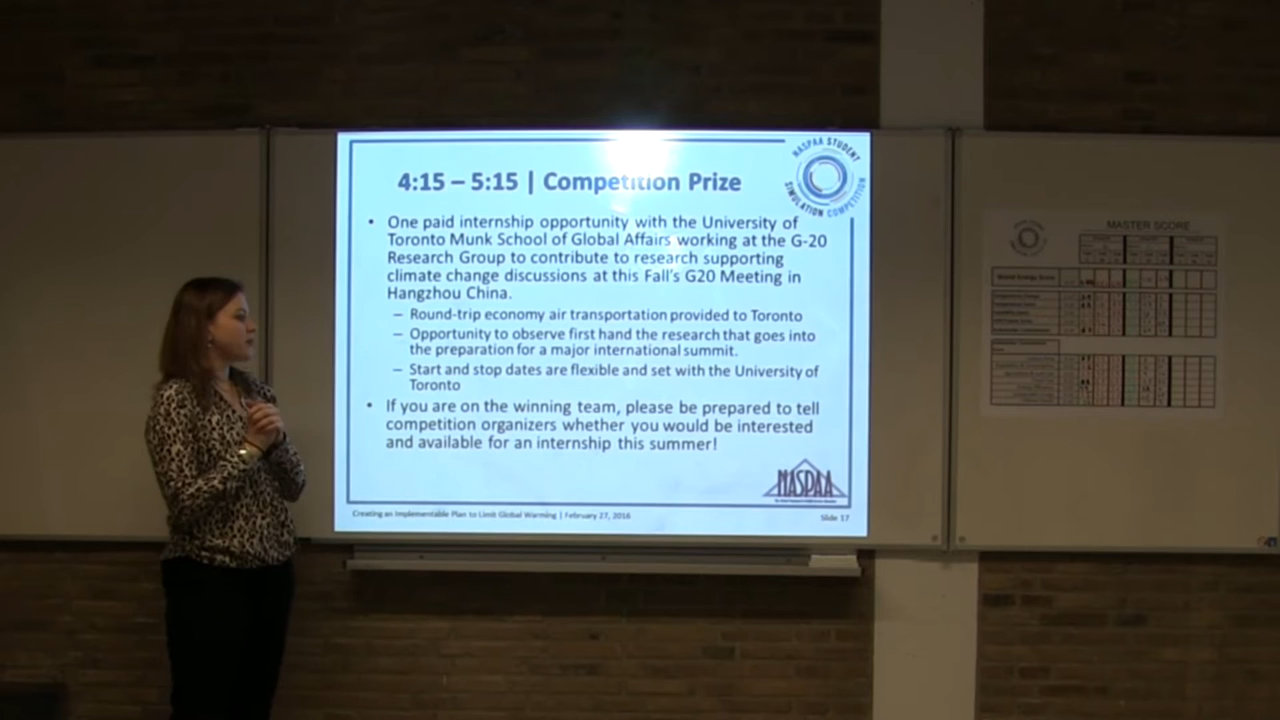 4:15 – 5:15 | Competition Prize
NASPAA STUDENT
SIMULATION COMPETITION
• One paid internship opportunity with the University of
Toronto Munk School of Global Affairs working at the G-20
Research Group to contribute to research supporting
climate change discussions at this Fall's G20 Meeting in
Hangzhou China.
– Round-trip economy air transportation provided to Toronto
– Opportunity to observe first hand the research that goes into
the preparation for a major international summit.
– Start and stop dates are flexible and set with the University of
Toronto
• If you are on the winning team, please be prepared to tell
competition organizers whether you would be interested
and available for an internship this summer!
NASPAA
Creating an Implementable Plan to Limit Global Warming | February 27, 2016
Slide 17
MASTER SCORE